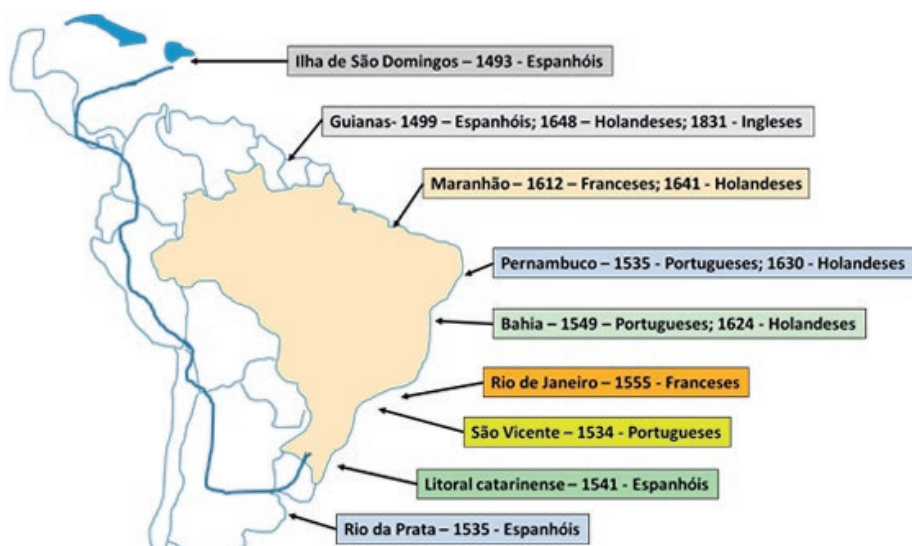 Ilha de São Domingos – 1493 - Espanhóis
Guianas- 1499 – Espanhóis; 1648 – Holandeses; 1831 - Ingleses
Maranhão – 1612 – Franceses; 1641 - Holandeses
Pernambuco – 1535 - Portugueses; 1630 - Holandeses
Bahia – 1549 – Portugueses; 1624 - Holandeses
Rio de Janeiro – 1555 - Franceses
São Vicente – 1534 - Portugueses
Litoral catarinense – 1541 - Espanhóis
Rio da Prata – 1535 - Espanhóis